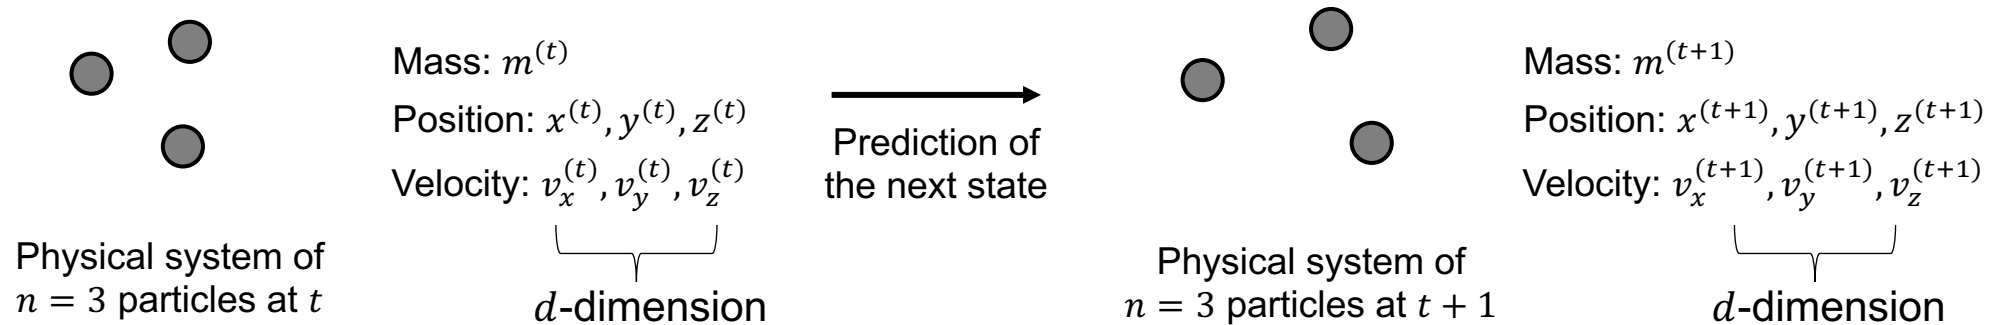 Mass: m^(t)
Position: x^(t), y^(t), z^(t)
Velocity: v_x^(t), v_y^(t), v_z^(t)
d-dimension
Physical system of
n = 3 particles at t
Prediction of
the next state
Mass: m^(t+1)
Position: x^(t+1), y^(t+1), z^(t+1)
Velocity: v_x^(t+1), v_y^(t+1), v_z^(t+1)
d-dimension
Physical system of
n = 3 particles at t + 1